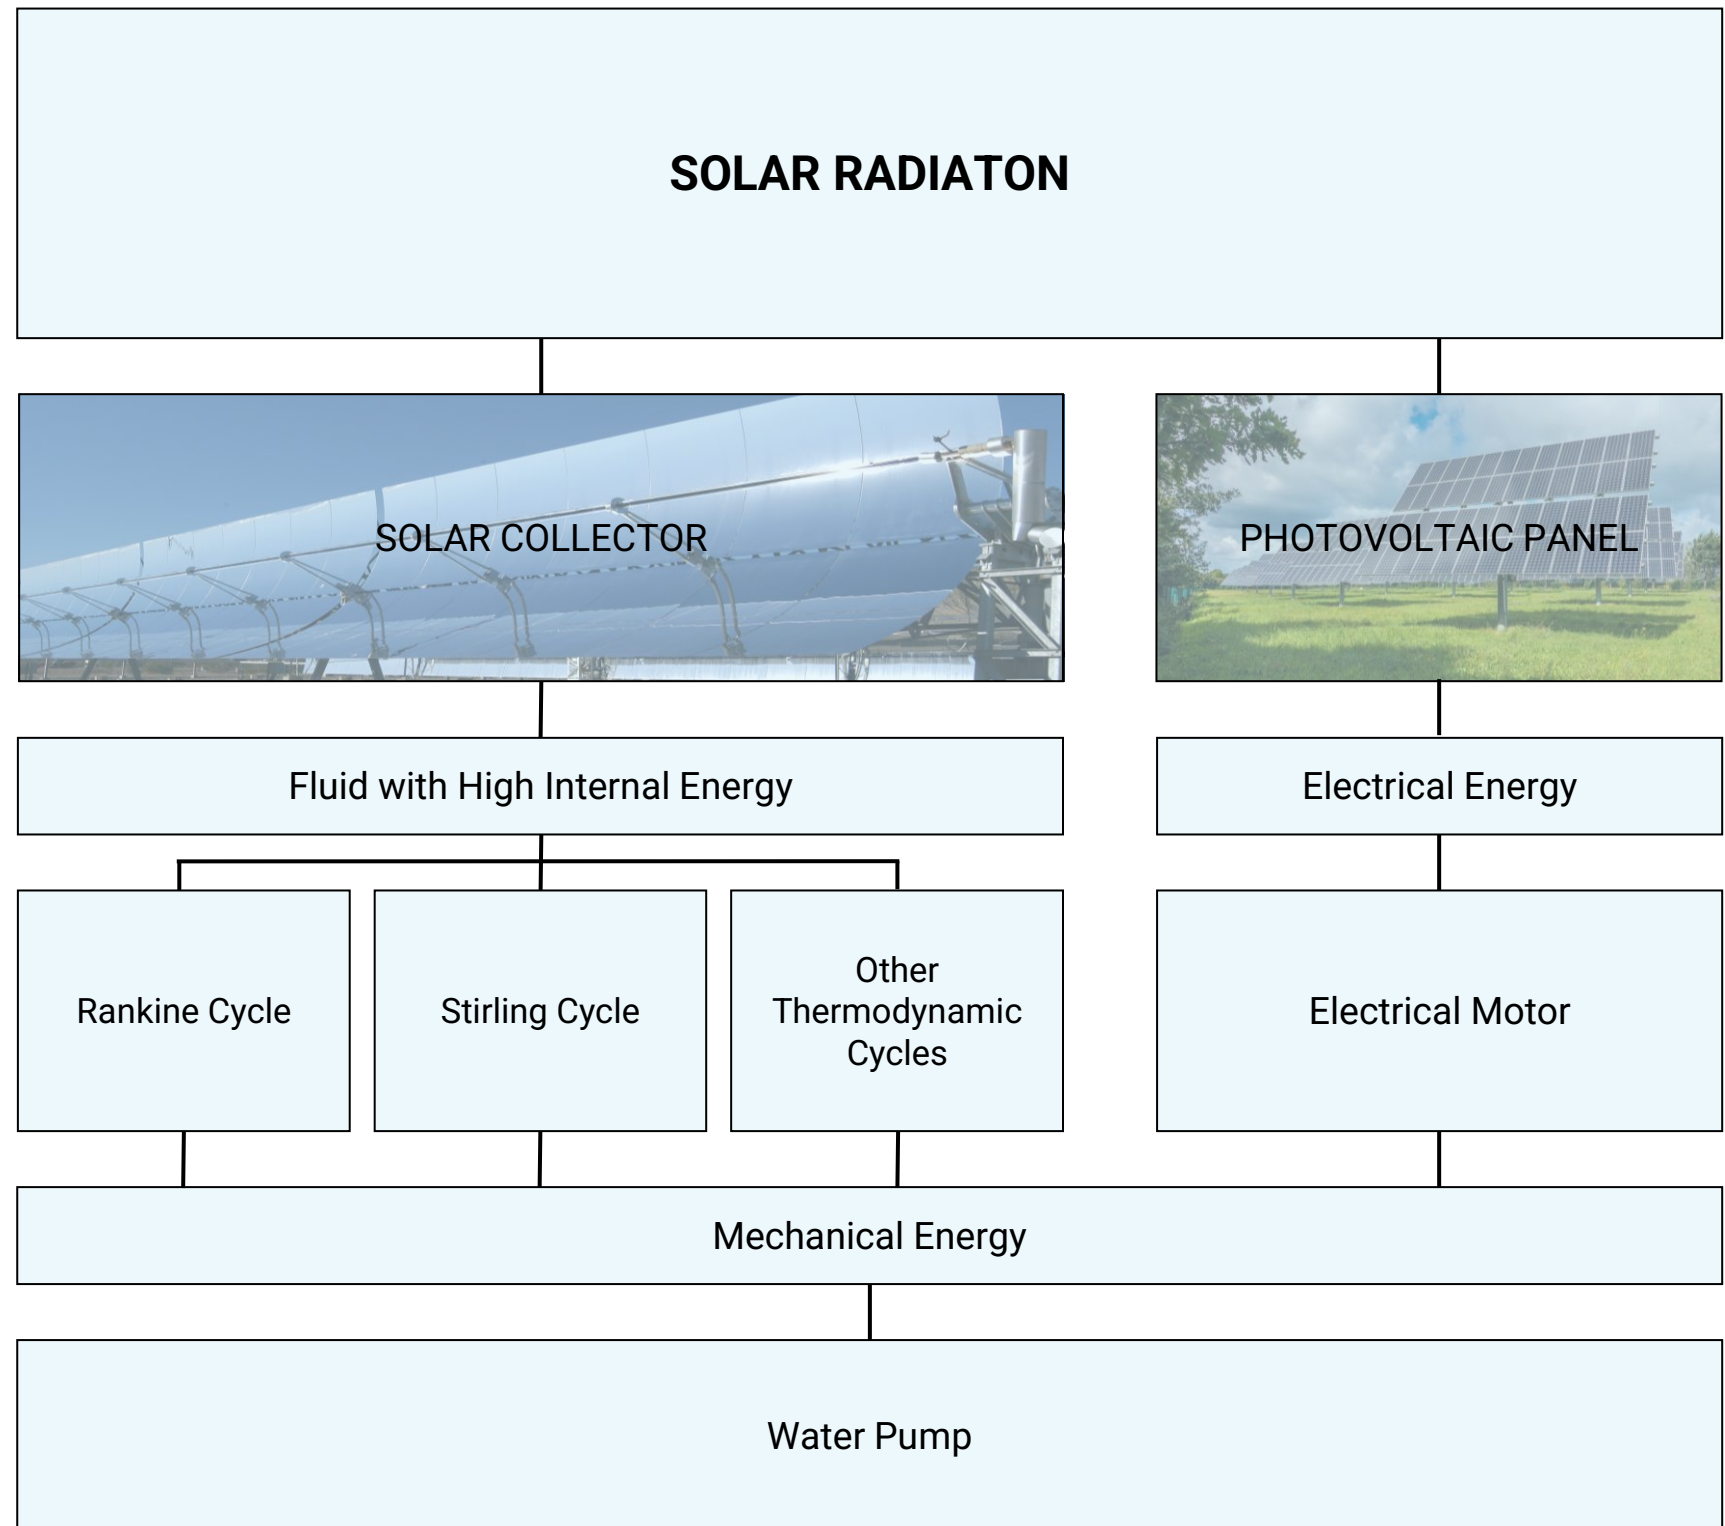 SOLAR RADIATON
SOLAR COLLECTOR
PHOTOVOLTAIC PANEL
Fluid with High Internal Energy
Electrical Energy
Rankine Cycle
Stirling Cycle
Other
Thermodynamic
Cycles
Electrical Motor
Mechanical Energy
Water Pump